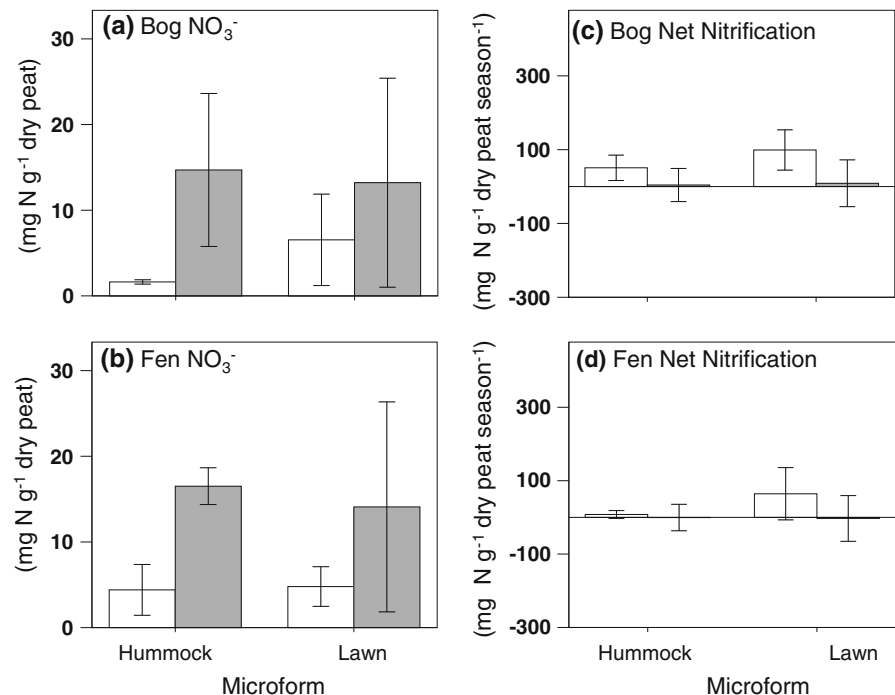 (a) Bog NO₃⁻
30
20
10
0
(mg N g⁻¹ dry peat)
(c) Bog Net Nitrification
300
100
-100
-300
(mg N g⁻¹ dry peat season⁻¹)
(b) Fen NO₃⁻
30
20
10
0
(mg N g⁻¹ dry peat)
Hummock Lawn
Microform
(d) Fen Net Nitrification
300
100
-100
-300
(mg N g⁻¹ dry peat season⁻¹)
Hummock Lawn
Microform